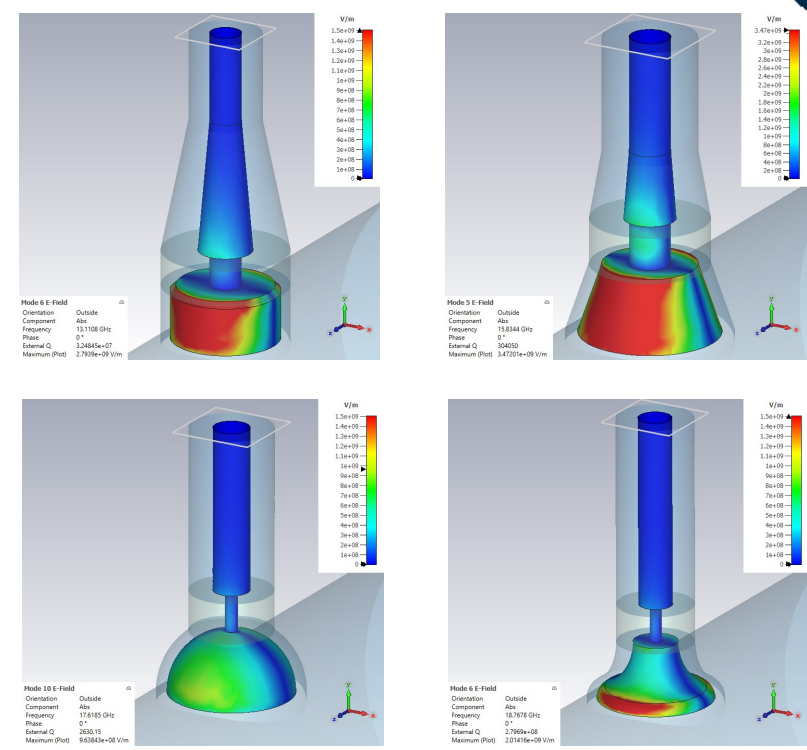 V/m
1.5e+09
1.4e+09
1.3e+09
1.2e+09
1.1e+09
1e+09
9e+08
8e+08
7e+08
6e+08
5e+08
4e+08
3e+08
2e+08
1e+08
0
Mode 6 E-Field
Orientation Outside
Component Abs
Frequency 13.1108 GHz
Phase 0°
External Q 3.24845e+07
Maximum (Plot) 2.7939e+09 V/m
y
x
z
V/m
3.47e+09
3.2e+09
3e+09
2.8e+09
2.6e+09
2.4e+09
2.2e+09
2e+09
1.8e+09
1.6e+09
1.4e+09
1.2e+09
1e+09
8e+08
6e+08
4e+08
2e+08
0
Mode 5 E-Field
Orientation Outside
Component Abs
Frequency 15.8344 GHz
Phase 0°
External Q 304050
Maximum (Plot) 3.47201e+09 V/m
y
x
z
V/m
1.5e+09
1.4e+09
1.3e+09
1.2e+09
1.1e+09
1e+09
9e+08
8e+08
7e+08
6e+08
5e+08
4e+08
3e+08
2e+08
1e+08
0
Mode 10 E-Field
Orientation Outside
Component Abs
Frequency 17.6185 GHz
Phase 0°
External Q 2630.15
Maximum (Plot) 9.63843e+08 V/m
y
x
z
V/m
1.5e+09
1.4e+09
1.3e+09
1.2e+09
1.1e+09
1e+09
9e+08
8e+08
7e+08
6e+08
5e+08
4e+08
3e+08
2e+08
1e+08
0
Mode 6 E-Field
Orientation Outside
Component Abs
Frequency 18.7678 GHz
Phase 0°
External Q 2.7969e+08
Maximum (Plot) 2.01416e+09 V/m
y
x
z